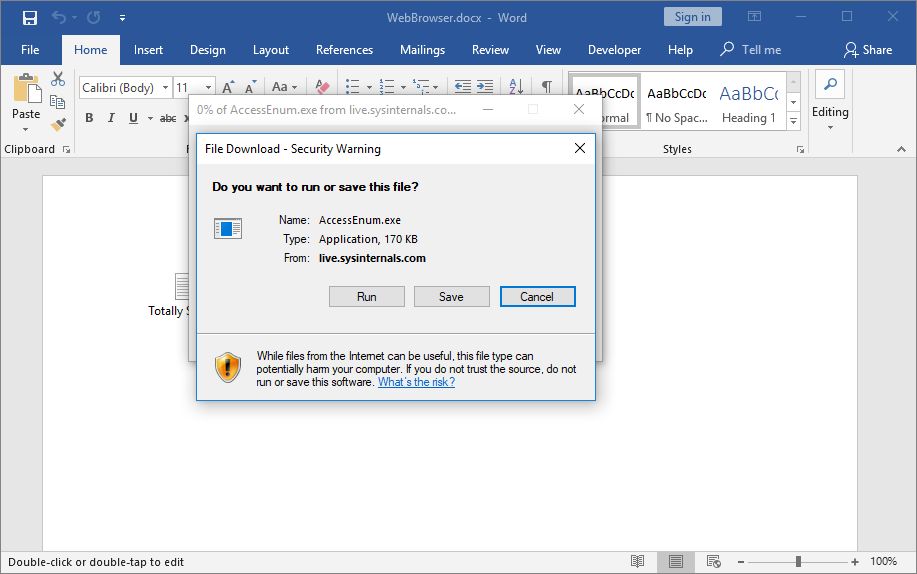 WebBrowser.docx - Word
Sign in
File Home Insert Design Layout References Mailings Review View Developer Help Tell me Share
Paste
Calibri (Body) 11 A A Aa
B I U abc
AaBbCcDc AaBbCcDc AaBbCc
¶ No Spac... Heading 1
Editing
Clipboard
Styles
0% of AccessEnum.exe from live.sysinternals.co...
File Download - Security Warning
Do you want to run or save this file?
Name: AccessEnum.exe
Type: Application, 170 KB
From: live.sysinternals.com
Run Save Cancel
While files from the Internet can be useful, this file type can
potentially harm your computer. If you do not trust the source, do not
run or save this software. What's the risk?
Totally
Double-click or double-tap to edit
100%